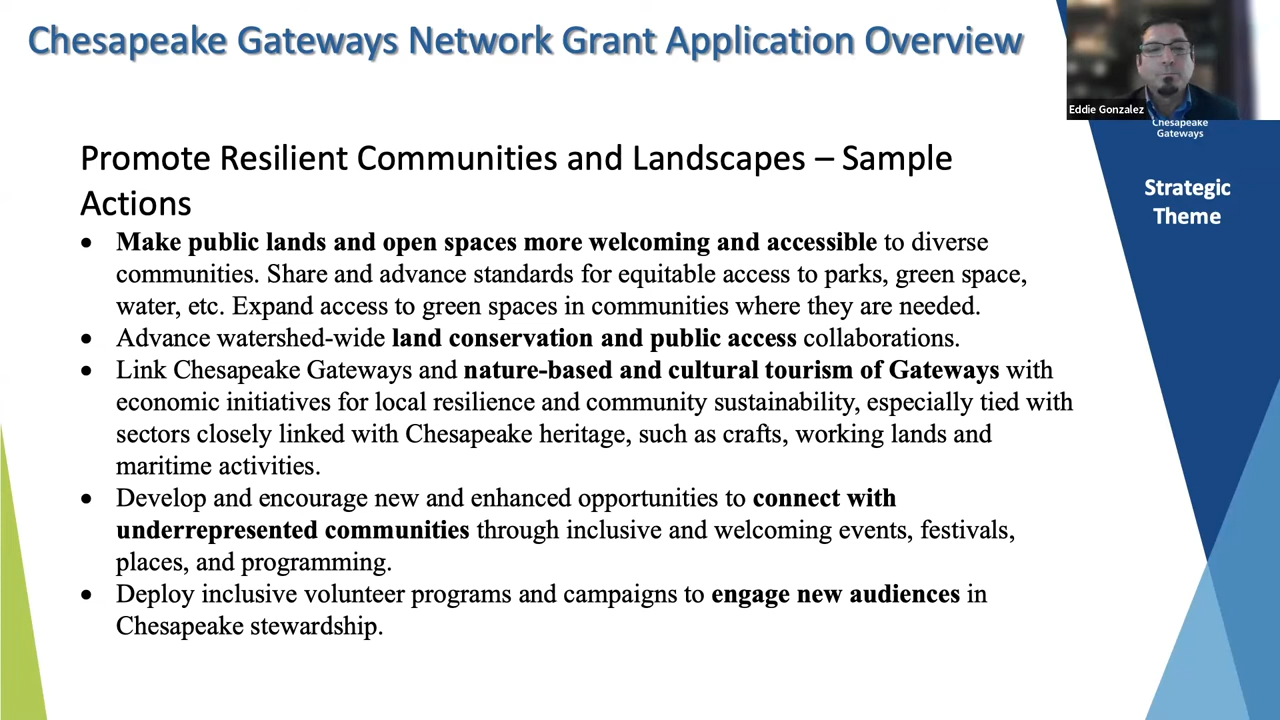 Chesapeake Gateways Network Grant Application Overview
Eddie Gonzalez
Chesapeake
Gateways
Strategic
Theme
Promote Resilient Communities and Landscapes – Sample
Actions
• Make public lands and open spaces more welcoming and accessible to diverse
communities. Share and advance standards for equitable access to parks, green space,
water, etc. Expand access to green spaces in communities where they are needed.
• Advance watershed-wide land conservation and public access collaborations.
• Link Chesapeake Gateways and nature-based and cultural tourism of Gateways with
economic initiatives for local resilience and community sustainability, especially tied with
sectors closely linked with Chesapeake heritage, such as crafts, working lands and
maritime activities.
• Develop and encourage new and enhanced opportunities to connect with
underrepresented communities through inclusive and welcoming events, festivals,
places, and programming.
• Deploy inclusive volunteer programs and campaigns to engage new audiences in
Chesapeake stewardship.